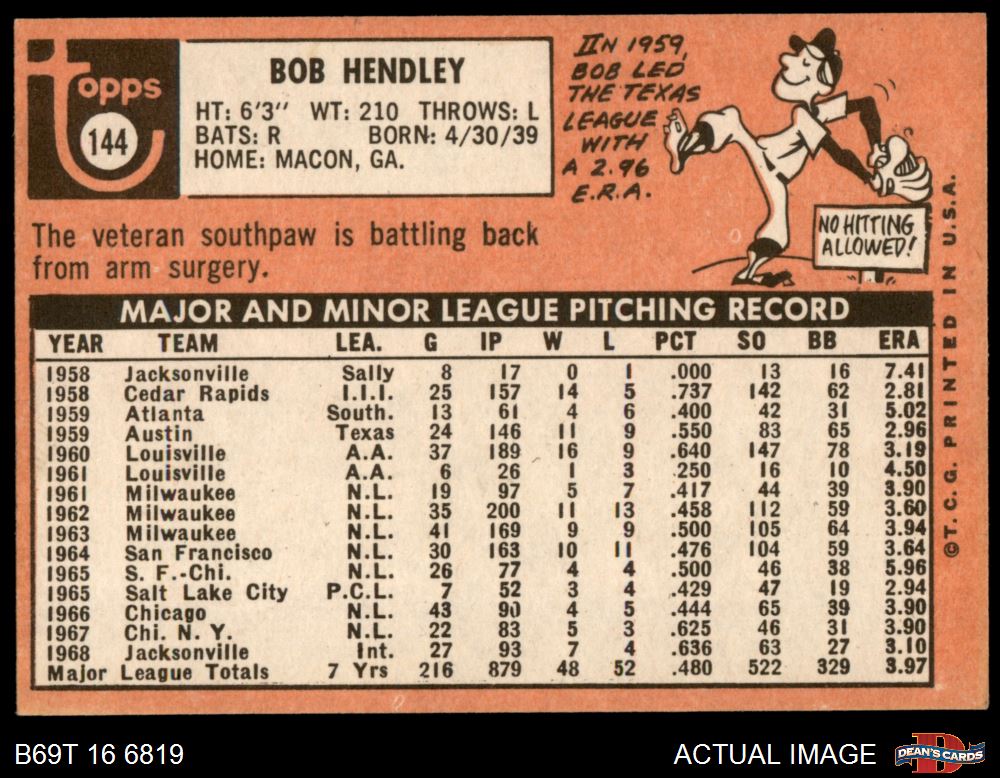 topps
144
BOB HENDLEY
HT: 6'3" WT: 210 THROWS: L
BATS: R BORN: 4/30/39
HOME: MACON, GA.
IN 1959,
BOB LED
THE TEXAS
LEAGUE
WITH
A 2.96
E.R.A.
NO HITTING
ALLOWED!
The veteran southpaw is battling back
from arm surgery.
MAJOR AND MINOR LEAGUE PITCHING RECORD
YEAR TEAM LEA. G IP W L PCT SO BB ERA
1958 Jacksonville Sally 8 17 0 1 .000 13 16 7.41
1958 Cedar Rapids I.I.I. 25 157 14 5 .737 142 62 2.81
1959 Atlanta South. 13 61 4 6 .400 42 31 5.02
1959 Austin Texas 24 146 11 9 .550 83 65 2.96
1960 Louisville A.A. 37 189 16 9 .640 147 78 3.19
1961 Louisville A.A. 6 26 1 3 .250 16 10 4.50
1961 Milwaukee N.L. 19 97 5 7 .417 44 39 3.90
1962 Milwaukee N.L. 35 200 11 13 .458 112 59 3.60
1963 Milwaukee N.L. 41 169 9 9 .500 105 64 3.94
1964 San Francisco N.L. 30 163 10 11 .476 104 59 3.64
1965 S. F.-Chi. N.L. 26 77 4 4 .500 46 38 5.96
1965 Salt Lake City P.C.L. 7 52 3 4 .429 47 19 2.94
1966 Chicago N.L. 43 90 4 5 .444 65 39 3.90
1967 Chi. N. Y. N.L. 22 83 5 3 .625 46 31 3.90
1968 Jacksonville Int. 27 93 7 4 .636 63 27 3.10
Major League Totals 7 Yrs 216 879 48 52 .480 522 329 3.97
©T. C. G. PRINTED IN U.S.A.
B69T 16 6819
ACTUAL IMAGE
DEAN'S CARDS